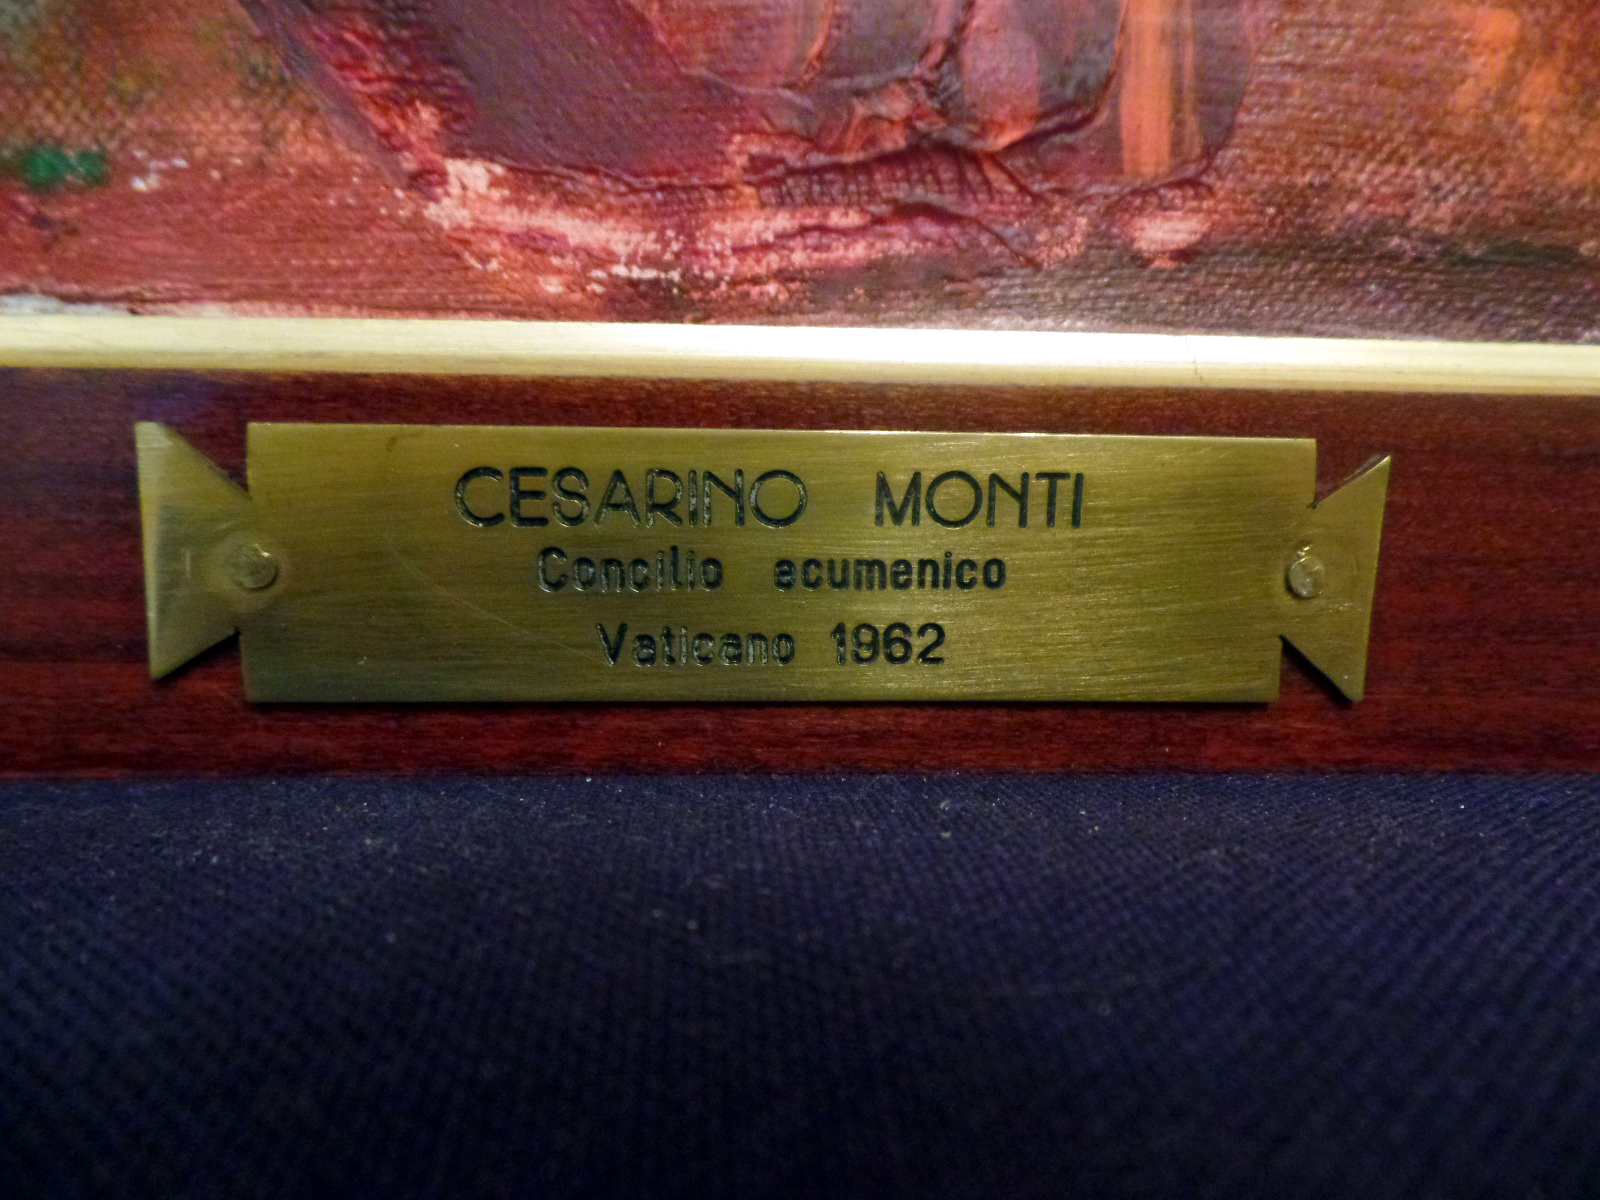 CESARINO MONTI
Concilio ecumenico
Vaticano 1962